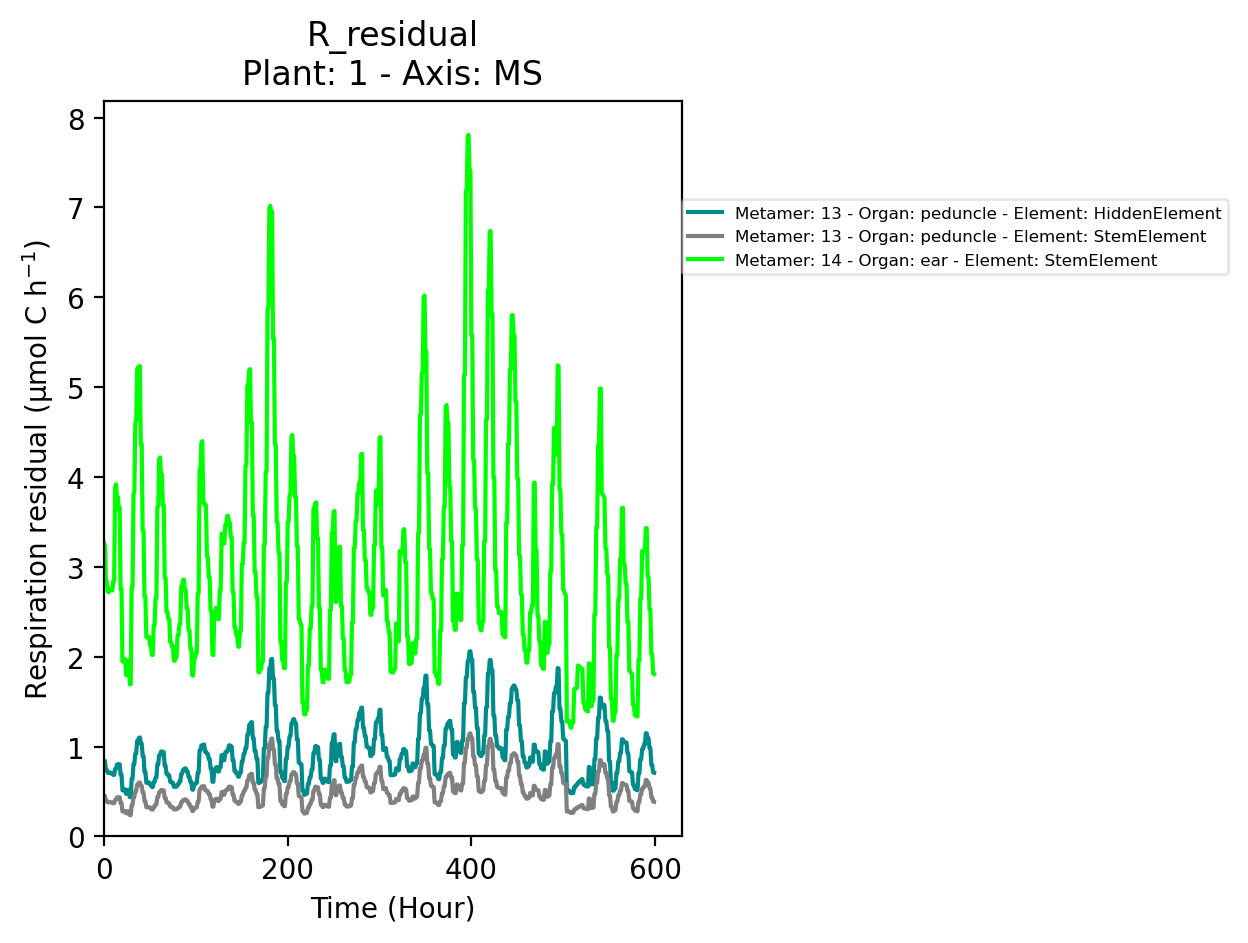 R_residual
Plant: 1 - Axis: MS
8
7
6
5
4
3
2
1
0
Respiration residual (µmol C h⁻¹)
0 200 400 600
Time (Hour)
Metamer: 13 - Organ: peduncle - Element: HiddenElement
Metamer: 13 - Organ: peduncle - Element: StemElement
Metamer: 14 - Organ: ear - Element: StemElement